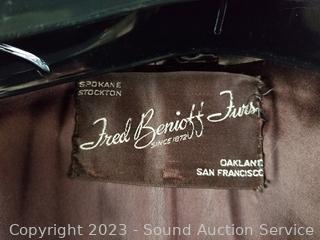 SPOKANE
STOCKTON
Fred Benioff Furs
SINCE 1872
OAKLAND
SAN FRANCISCO
Copyright 2023 - Sound Auction Service